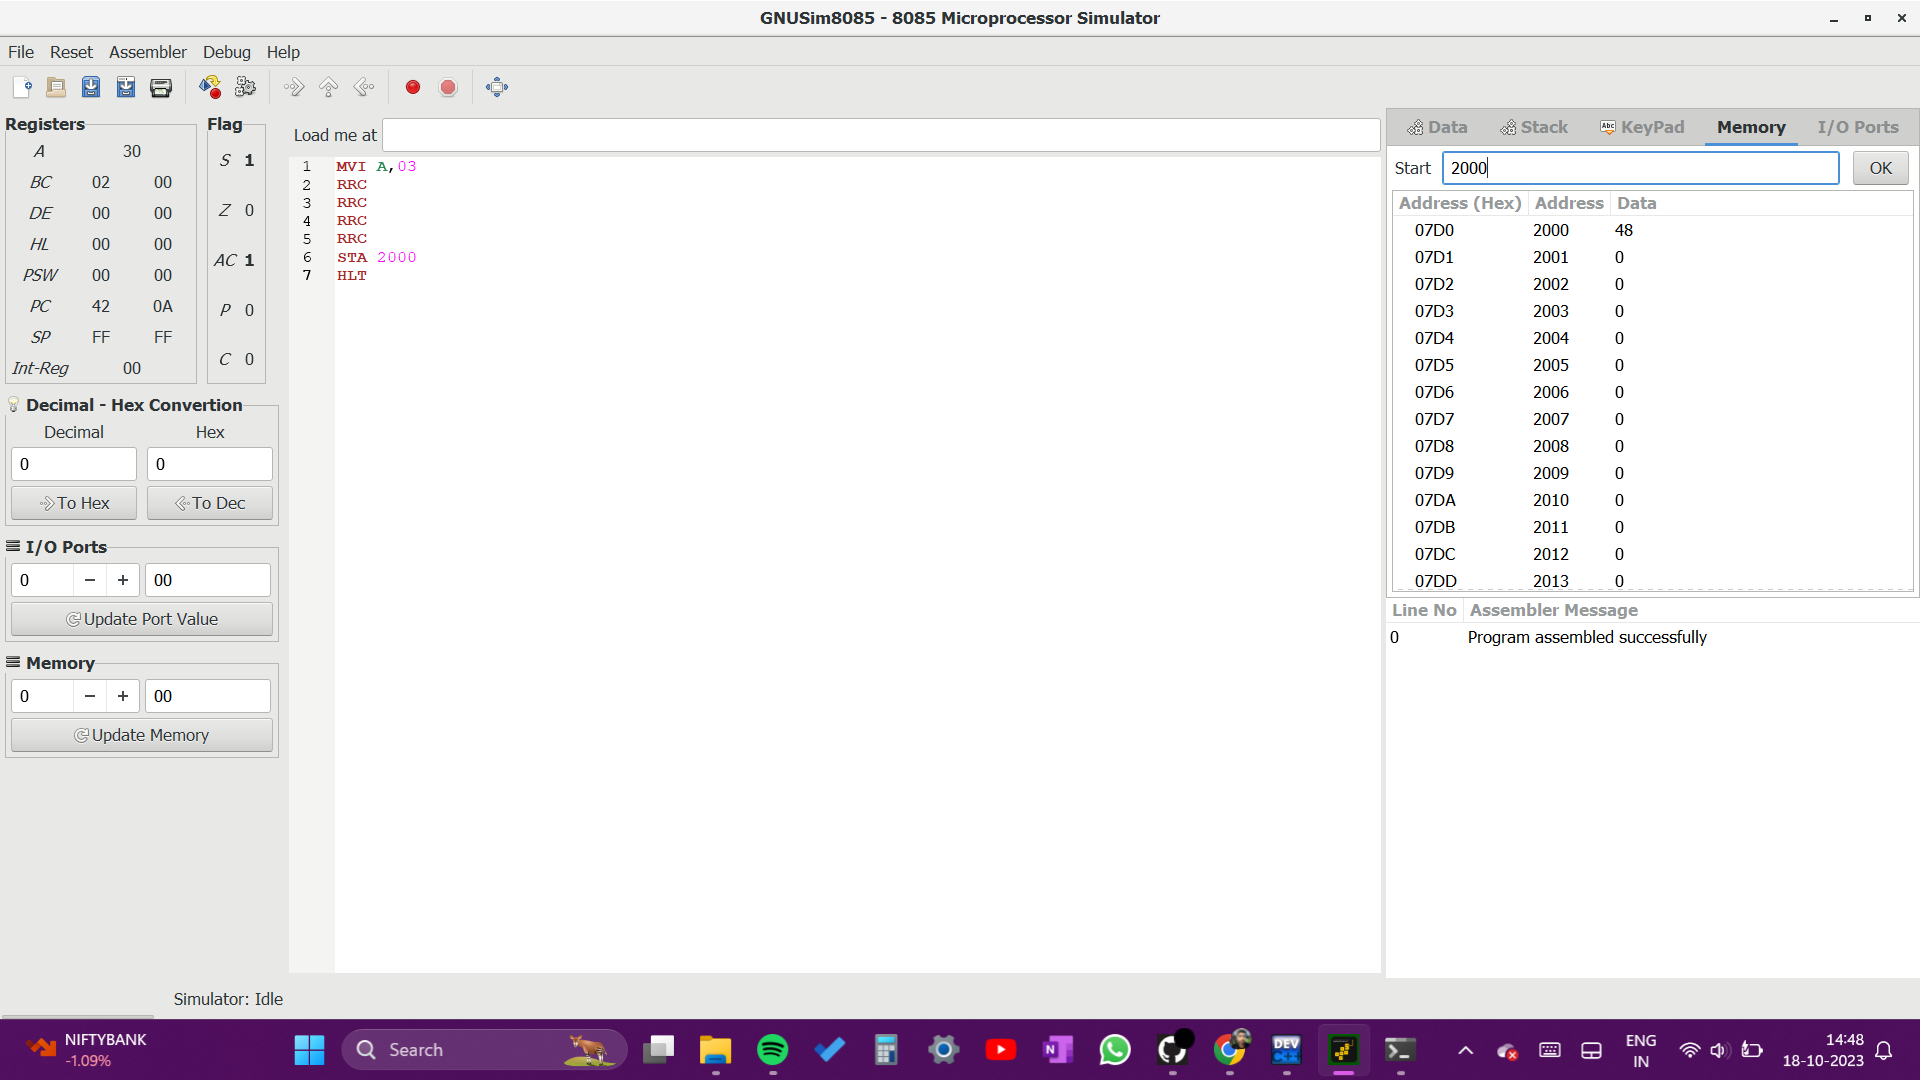 GNUSim8085 - 8085 Microprocessor Simulator
File Reset Assembler Debug Help
Registers
A 30
BC 02 00
DE 00 00
HL 00 00
PSW 00 00
PC 42 0A
SP FF FF
Int-Reg 00
Flag
S 1
Z 0
AC 1
P 0
C 0
Decimal - Hex Convertion
Decimal Hex
0 0
To Hex To Dec
I/O Ports
0 − + 00
Update Port Value
Memory
0 − + 00
Update Memory
Load me at
1 MVI A,03
2 RRC
3 RRC
4 RRC
5 RRC
6 STA 2000
7 HLT
Data Stack Abc KeyPad Memory I/O Ports
Start 2000 OK
Address (Hex) Address Data
07D0 2000 48
07D1 2001 0
07D2 2002 0
07D3 2003 0
07D4 2004 0
07D5 2005 0
07D6 2006 0
07D7 2007 0
07D8 2008 0
07D9 2009 0
07DA 2010 0
07DB 2011 0
07DC 2012 0
07DD 2013 0
Line No Assembler Message
0 Program assembled successfully
Simulator: Idle
NIFTYBANK
-1.09%
Search
N
DEV
C++
ENG
IN
14:48
18-10-2023